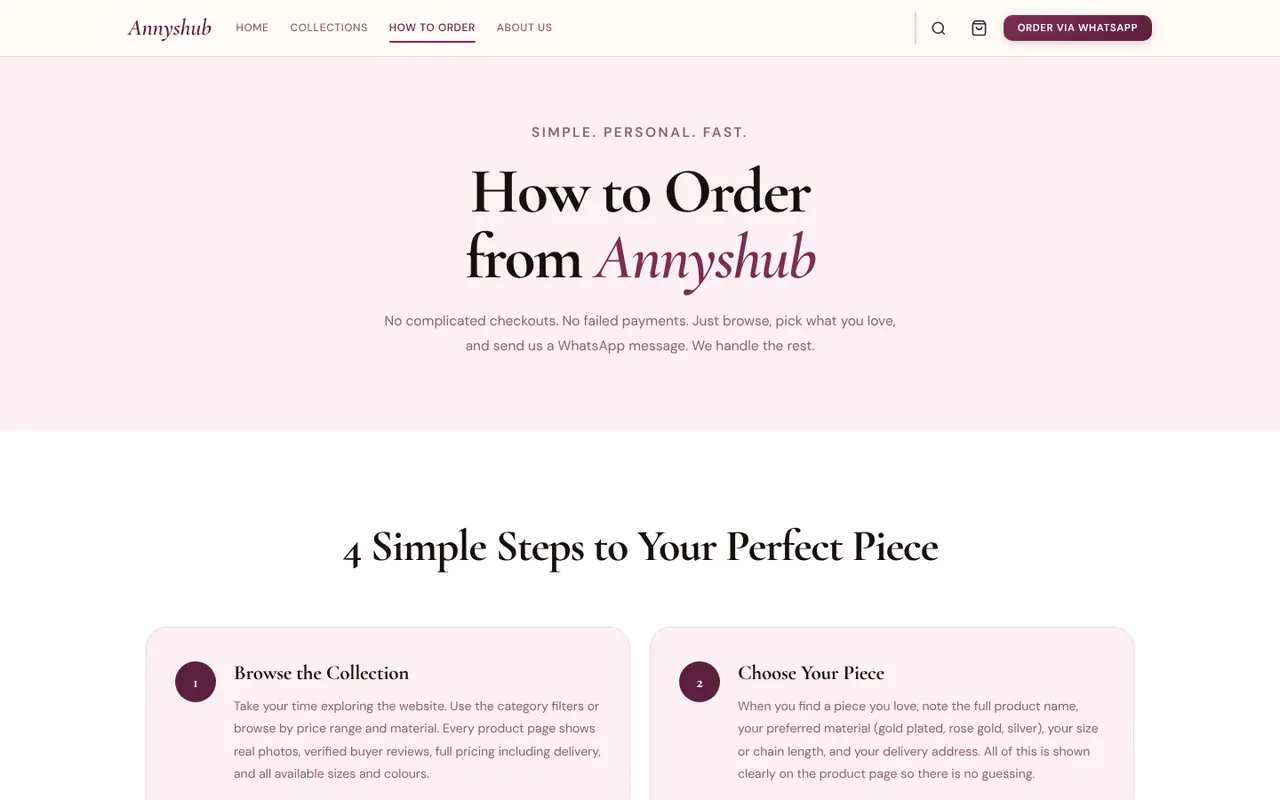 Annyshub
HOME
COLLECTIONS
HOW TO ORDER
ABOUT US
ORDER VIA WHATSAPP
SIMPLE. PERSONAL. FAST.
How to Order
from Annyshub
No complicated checkouts. No failed payments. Just browse, pick what you love,
and send us a WhatsApp message. We handle the rest.
4 Simple Steps to Your Perfect Piece
1
Browse the Collection
Take your time exploring the website. Use the category filters or
browse by price range and material. Every product page shows
real photos, verified buyer reviews, full pricing including delivery,
and all available sizes and colours.
2
Choose Your Piece
When you find a piece you love, note the full product name,
your preferred material (gold plated, rose gold, silver), your size
or chain length, and your delivery address. All of this is shown
clearly on the product page so there is no guessing.